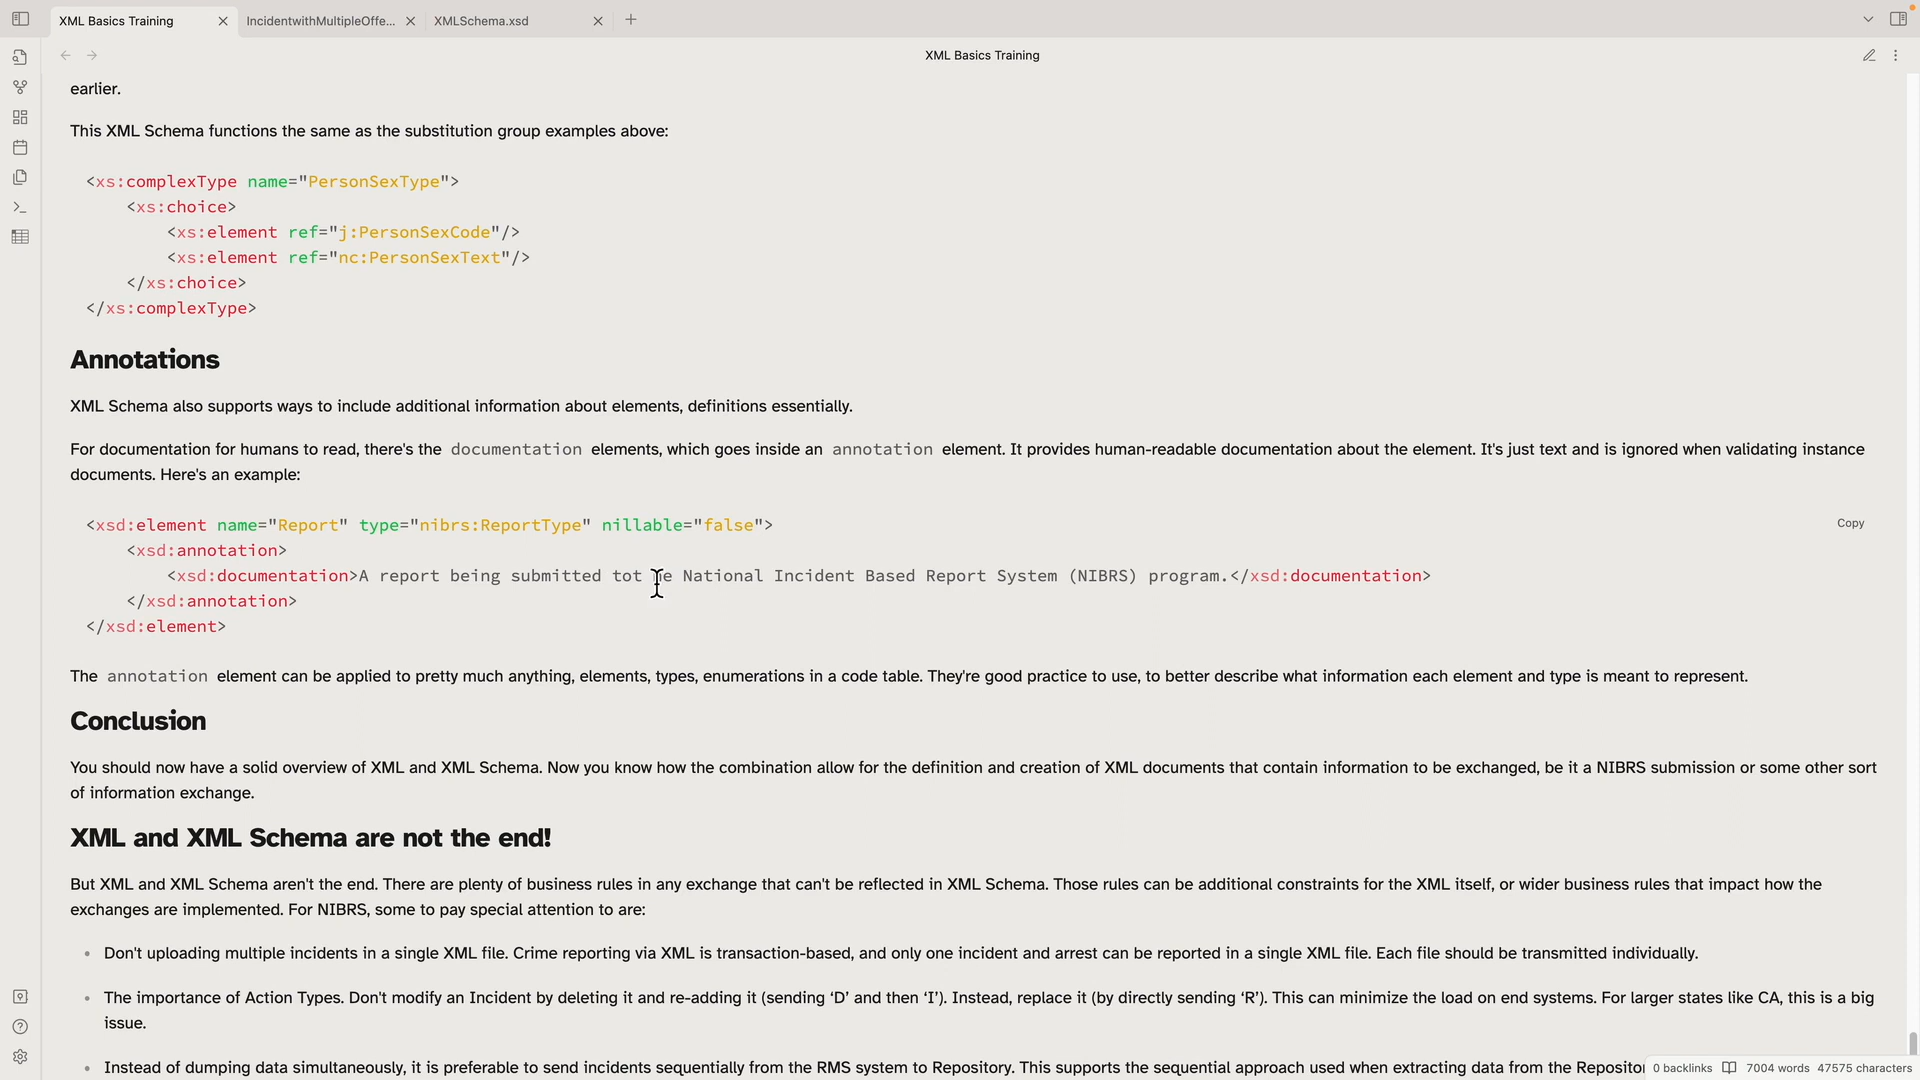 XML Basics Training
IncidentwithMultipleOffe...
XMLSchema.xsd
XML Basics Training
earlier.
This XML Schema functions the same as the substitution group examples above:
<xs:complexType name="PersonSexType">
<xs:choice>
<xs:element ref="j:PersonSexCode"/>
<xs:element ref="nc:PersonSexText"/>
</xs:choice>
</xs:complexType>
Annotations
XML Schema also supports ways to include additional information about elements, definitions essentially.
For documentation for humans to read, there's the documentation elements, which goes inside an annotation element. It provides human-readable documentation about the element. It's just text and is ignored when validating instance
documents. Here's an example:
<xsd:element name="Report" type="nibrs:ReportType" nillable="false">
Copy
<xsd:annotation>
<xsd:documentation>A report being submitted tot he National Incident Based Report System (NIBRS) program.</xsd:documentation>
</xsd:annotation>
</xsd:element>
The annotation element can be applied to pretty much anything, elements, types, enumerations in a code table. They're good practice to use, to better describe what information each element and type is meant to represent.
Conclusion
You should now have a solid overview of XML and XML Schema. Now you know how the combination allow for the definition and creation of XML documents that contain information to be exchanged, be it a NIBRS submission or some other sort
of information exchange.
XML and XML Schema are not the end!
But XML and XML Schema aren't the end. There are plenty of business rules in any exchange that can't be reflected in XML Schema. Those rules can be additional constraints for the XML itself, or wider business rules that impact how the
exchanges are implemented. For NIBRS, some to pay special attention to are:
• Don't uploading multiple incidents in a single XML file. Crime reporting via XML is transaction-based, and only one incident and arrest can be reported in a single XML file. Each file should be transmitted individually.
• The importance of Action Types. Don't modify an Incident by deleting it and re-adding it (sending ‘D’ and then ‘I’). Instead, replace it (by directly sending ‘R’). This can minimize the load on end systems. For larger states like CA, this is a big
issue.
• Instead of dumping data simultaneously, it is preferable to send incidents sequentially from the RMS system to Repository. This supports the sequential approach used when extracting data from the
0 backlinks 7004 words 47575 characters